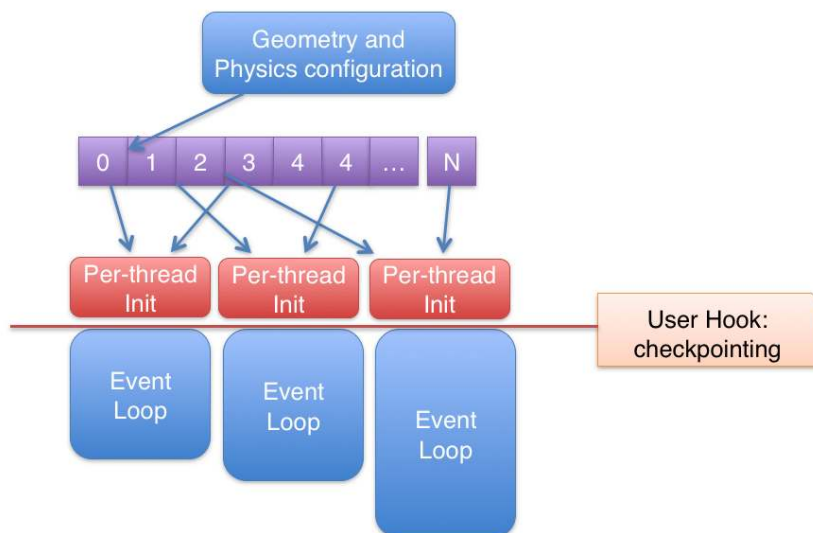 Geometry and
Physics configuration
0 1 2 3 4 4 ... N
Per-thread
Init
Per-thread
Init
Per-thread
Init
User Hook:
checkpointing
Event
Loop
Event
Loop
Event
Loop